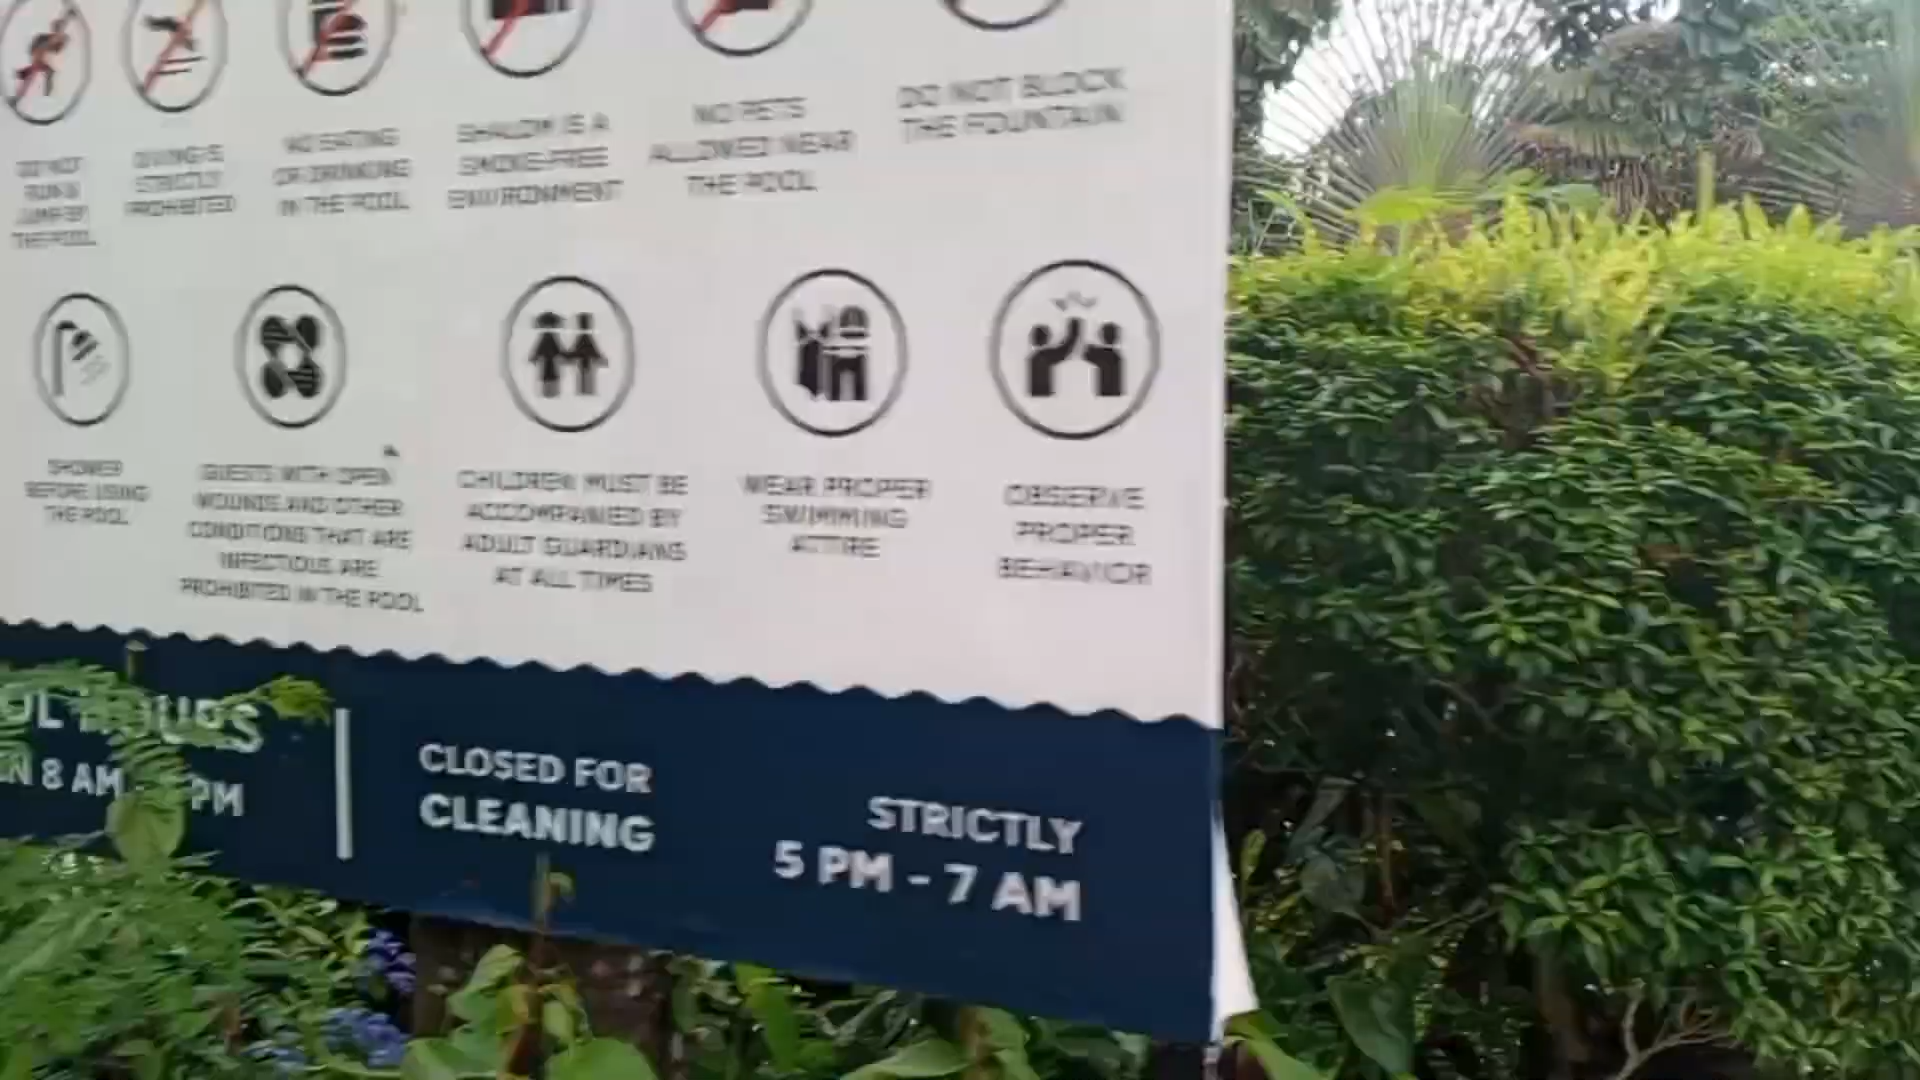 DO NOT
RUN &
JUMP BY
THE POOL
DIVING IS
STRICTLY
PROHIBITED
NO EATING
OR DRINKING
IN THE POOL
SHALOM IS A
SMOKE-FREE
ENVIRONMENT
NO PETS
ALLOWED NEAR
THE POOL
DO NOT BLOCK
THE FOUNTAIN
SHOWER
BEFORE USING
THE POOL
GUESTS WITH OPEN
WOUNDS AND OTHER
CONDITIONS THAT ARE
INFECTIOUS ARE
PROHIBITED IN THE POOL
CHILDREN MUST BE
ACCOMPANIED BY
ADULT GUARDIANS
AT ALL TIMES
WEAR PROPER
SWIMMING
ATTIRE
OBSERVE
PROPER
BEHAVIOR
HOURS
8 AM PM
CLOSED FOR
CLEANING
STRICTLY
5 PM - 7 AM